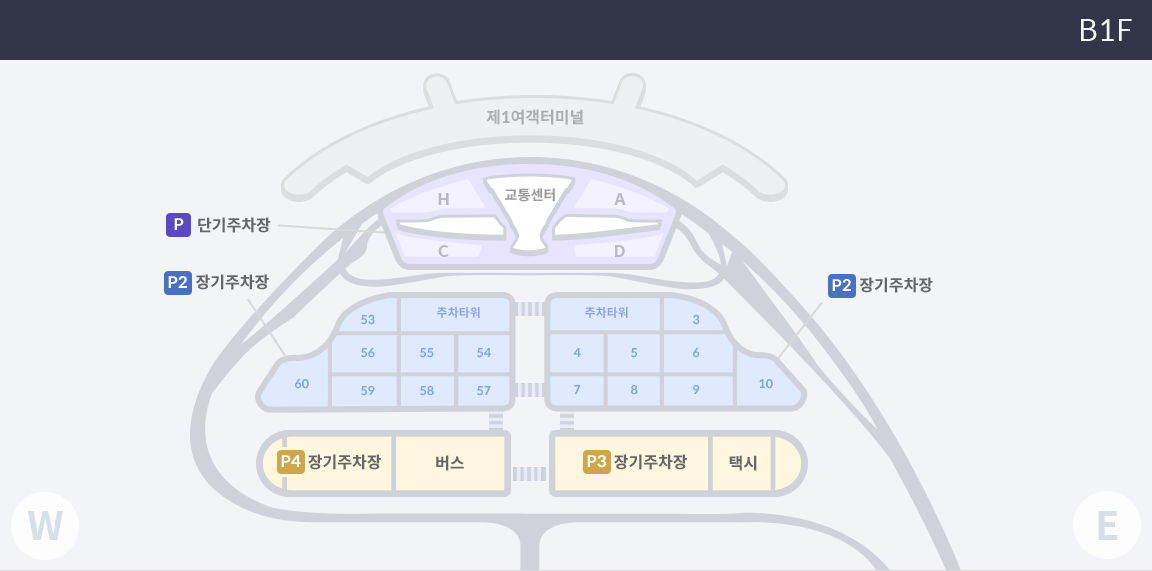 B1F
제1여객터미널
교통센터
H
A
P 단기주차장
C
D
P2 장기주차장
P2 장기주차장
53
주차타워
주차타워
3
56
55
54
4
5
6
60
59
58
57
7
8
9
10
P4 장기주차장
버스
P3 장기주차장
택시
W
E